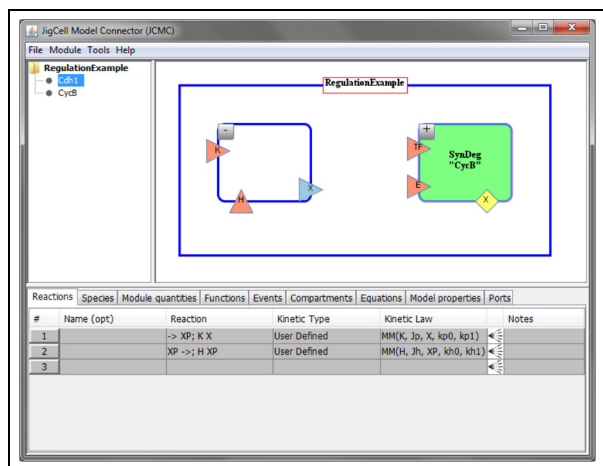 JigCell Model Connector (JCMC)
File Module Tools Help
RegulationExample
Cdh1
CycB
RegulationExample
-
+
K
TF
SynDeg
"CycB"
X
E
H
X
Reactions Species Module quantities Functions Events Compartments Equations Model properties Ports
# Name (opt) Reaction Kinetic Type Kinetic Law Notes
1 -> XP; K X User Defined MM(K, Jp, X, kp0, kp1)
2 XP ->; H XP User Defined MM(H, Jh, XP, kh0, kh1)
3